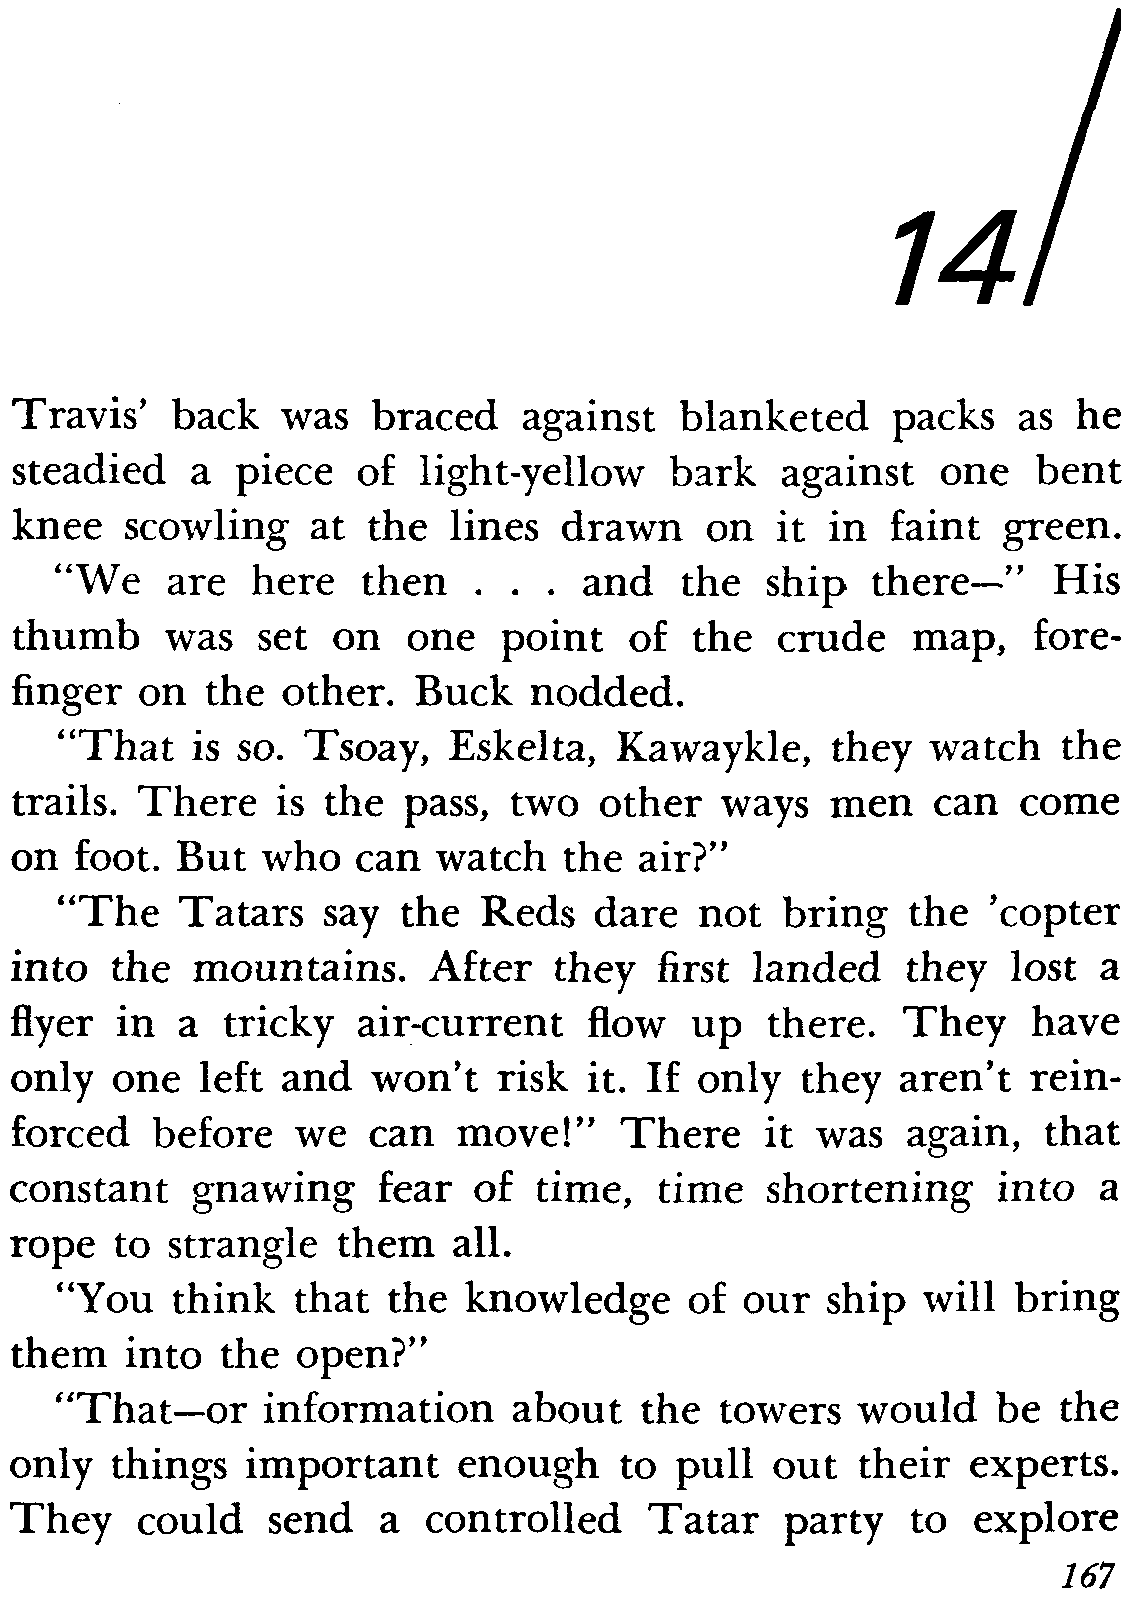 14/
Travis' back was braced against blanketed packs as he
steadied a piece of light-yellow bark against one bent
knee scowling at the lines drawn on it in faint green.
“We are here then . . . and the ship there—” His
thumb was set on one point of the crude map, fore-
finger on the other. Buck nodded.
“That is so. Tsoay, Eskelta, Kawaykle, they watch the
trails. There is the pass, two other ways men can come
on foot. But who can watch the air?”
“The Tatars say the Reds dare not bring the ’copter
into the mountains. After they first landed they lost a
flyer in a tricky air-current flow up there. They have
only one left and won't risk it. If only they aren't rein-
forced before we can move!” There it was again, that
constant gnawing fear of time, time shortening into a
rope to strangle them all.
“You think that the knowledge of our ship will bring
them into the open?”
“That—or information about the towers would be the
only things important enough to pull out their experts.
They could send a controlled Tatar party to explore
167